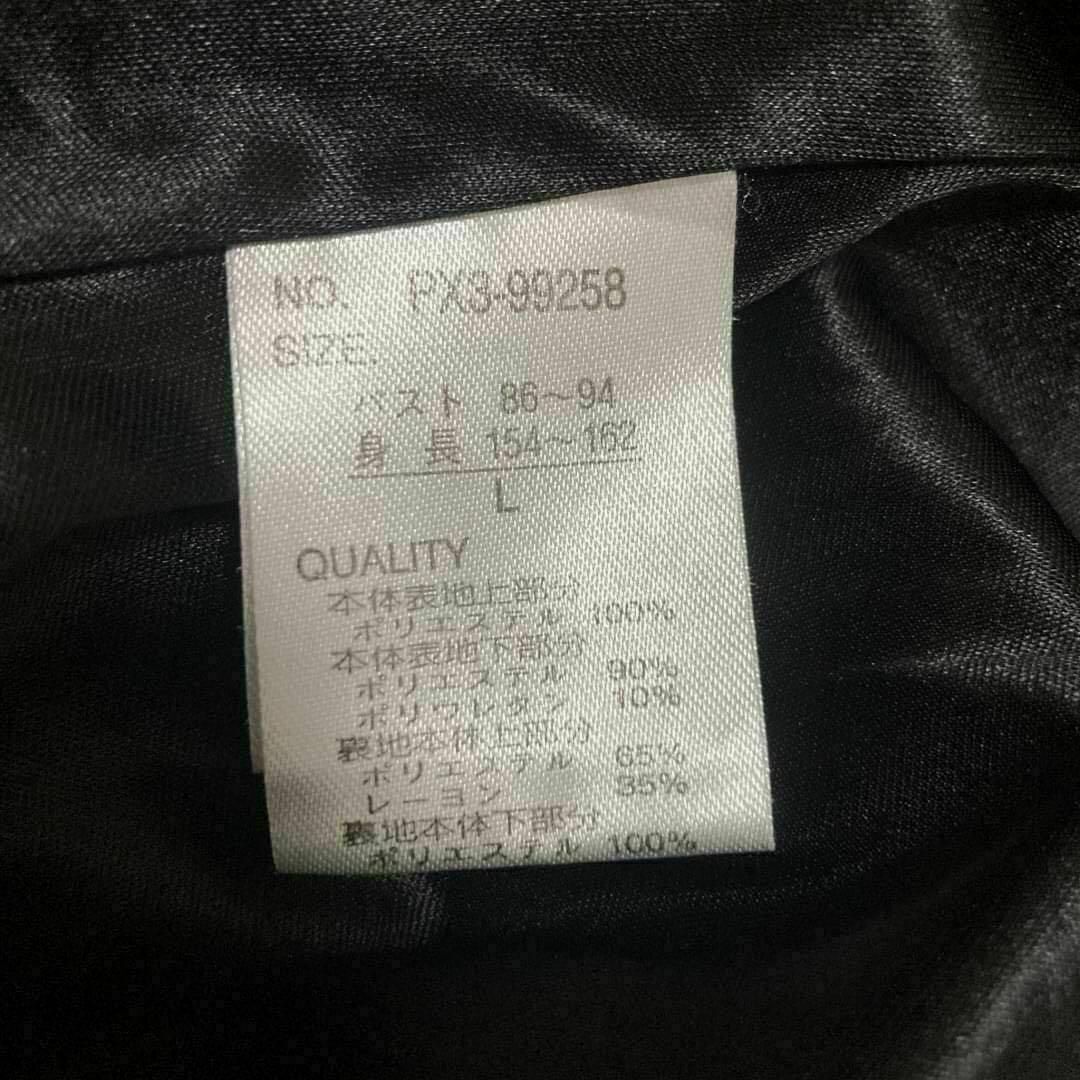 NO. PX3-99258
SIZE.
バスト 86～94
身長 154～162
L
QUALITY
本体表地上部分
ポリエステル 100%
本体表地下部分
ポリエステル 90%
ポリウレタン 10%
裏地本体上部分
ポリエステル 65%
レーヨン 35%
裏地本体下部分
ポリエステル 100%